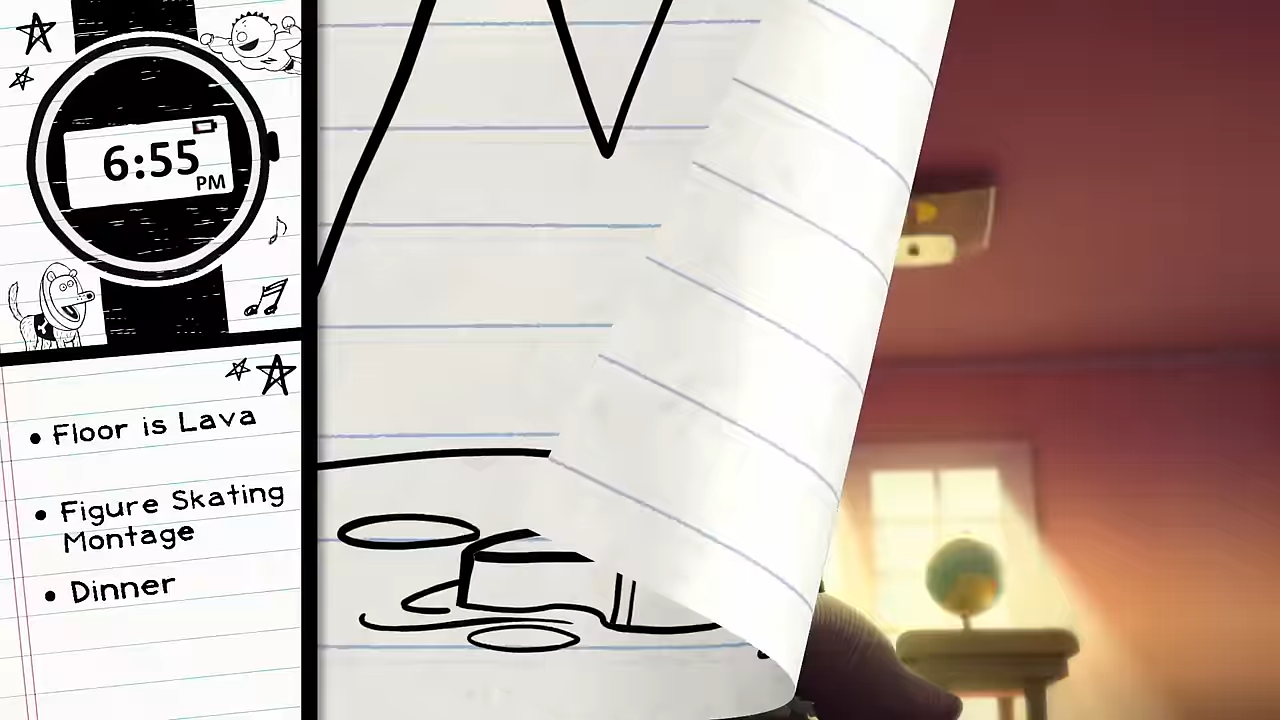 6:55
PM
• Floor is Lava
• Figure Skating
Montage
• Dinner